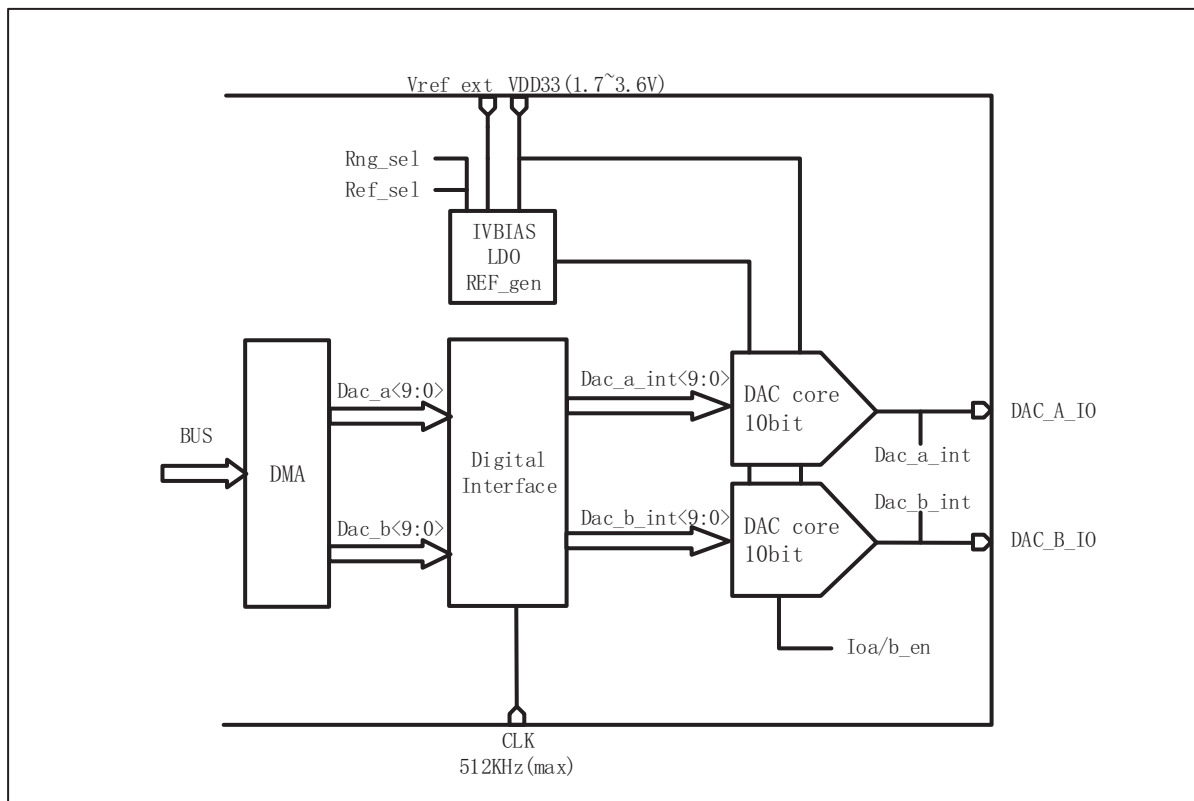 Vref_ext VDD33(1.7~3.6V)
Rng_sel
Ref_sel
IVBIAS
LDO
REF_gen
Dac_a<9:0>
Dac_a_int<9:0>
DAC core
10bit
DAC_A_IO
BUS
DMA
Digital
Interface
Dac_a_int
Dac_b<9:0>
Dac_b_int<9:0>
DAC core
10bit
Dac_b_int
DAC_B_IO
Ioa/b_en
CLK
512KHz(max)